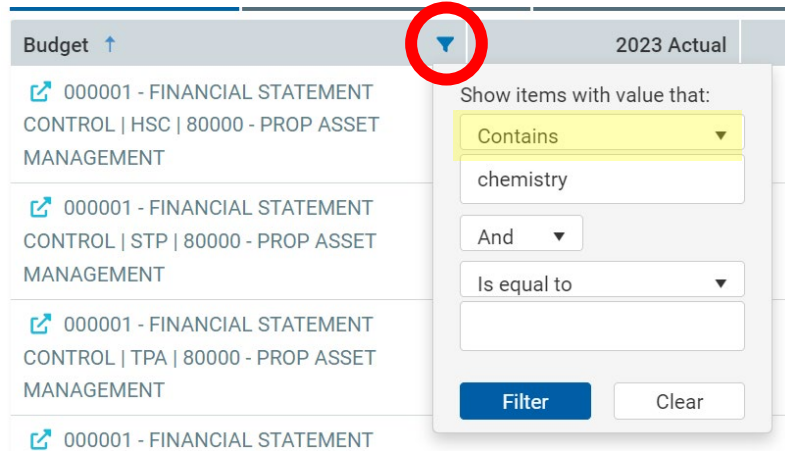 Budget ↑ 2023 Actual
000001 - FINANCIAL STATEMENT
CONTROL | HSC | 80000 - PROP ASSET
MANAGEMENT
000001 - FINANCIAL STATEMENT
CONTROL | STP | 80000 - PROP ASSET
MANAGEMENT
000001 - FINANCIAL STATEMENT
CONTROL | TPA | 80000 - PROP ASSET
MANAGEMENT
000001 - FINANCIAL STATEMENT
Show items with value that:
Contains
chemistry
And
Is equal to
Filter Clear